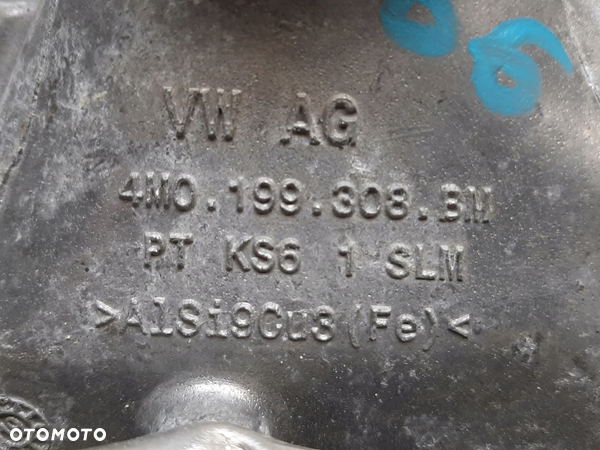 VW AG
4M0.199.308.BM
PT KS6 1 SLM
>AlSi9Cu3(Fe)<
OTOMOTO